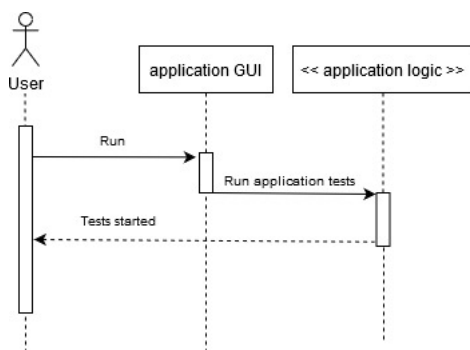 User
application GUI
<< application logic >>
Run
Run application tests
Tests started